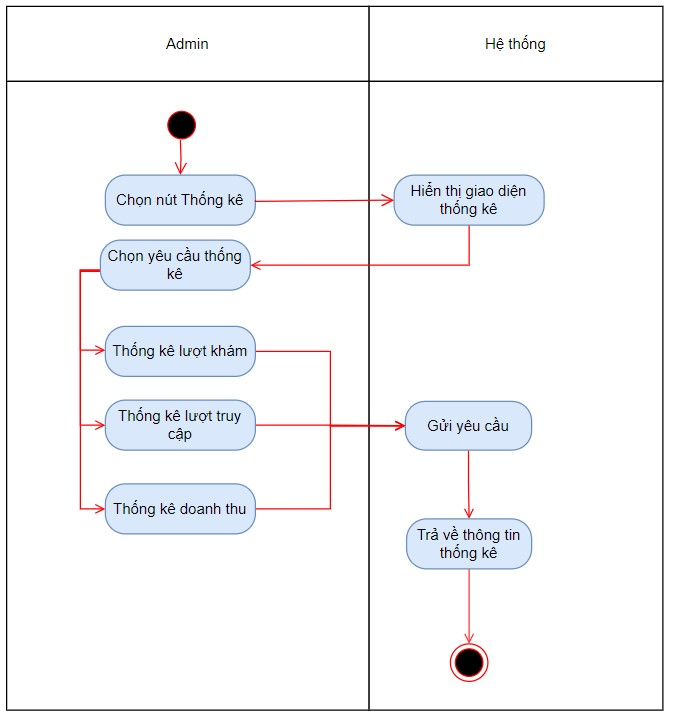 Admin
Hệ thống
Chọn nút Thống kê
Hiển thị giao diện
thống kê
Chọn yêu cầu thống
kê
Thống kê lượt khám
Thống kê lượt truy
cập
Gửi yêu cầu
Thống kê doanh thu
Trả về thông tin
thống kê